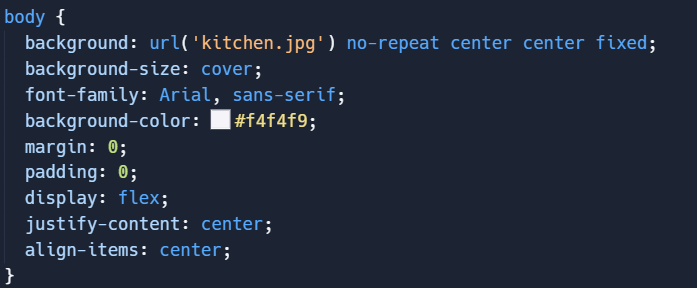 body {
background: url('kitchen.jpg') no-repeat center center fixed;
background-size: cover;
font-family: Arial, sans-serif;
background-color: #f4f4f9;
margin: 0;
padding: 0;
display: flex;
justify-content: center;
align-items: center;
}